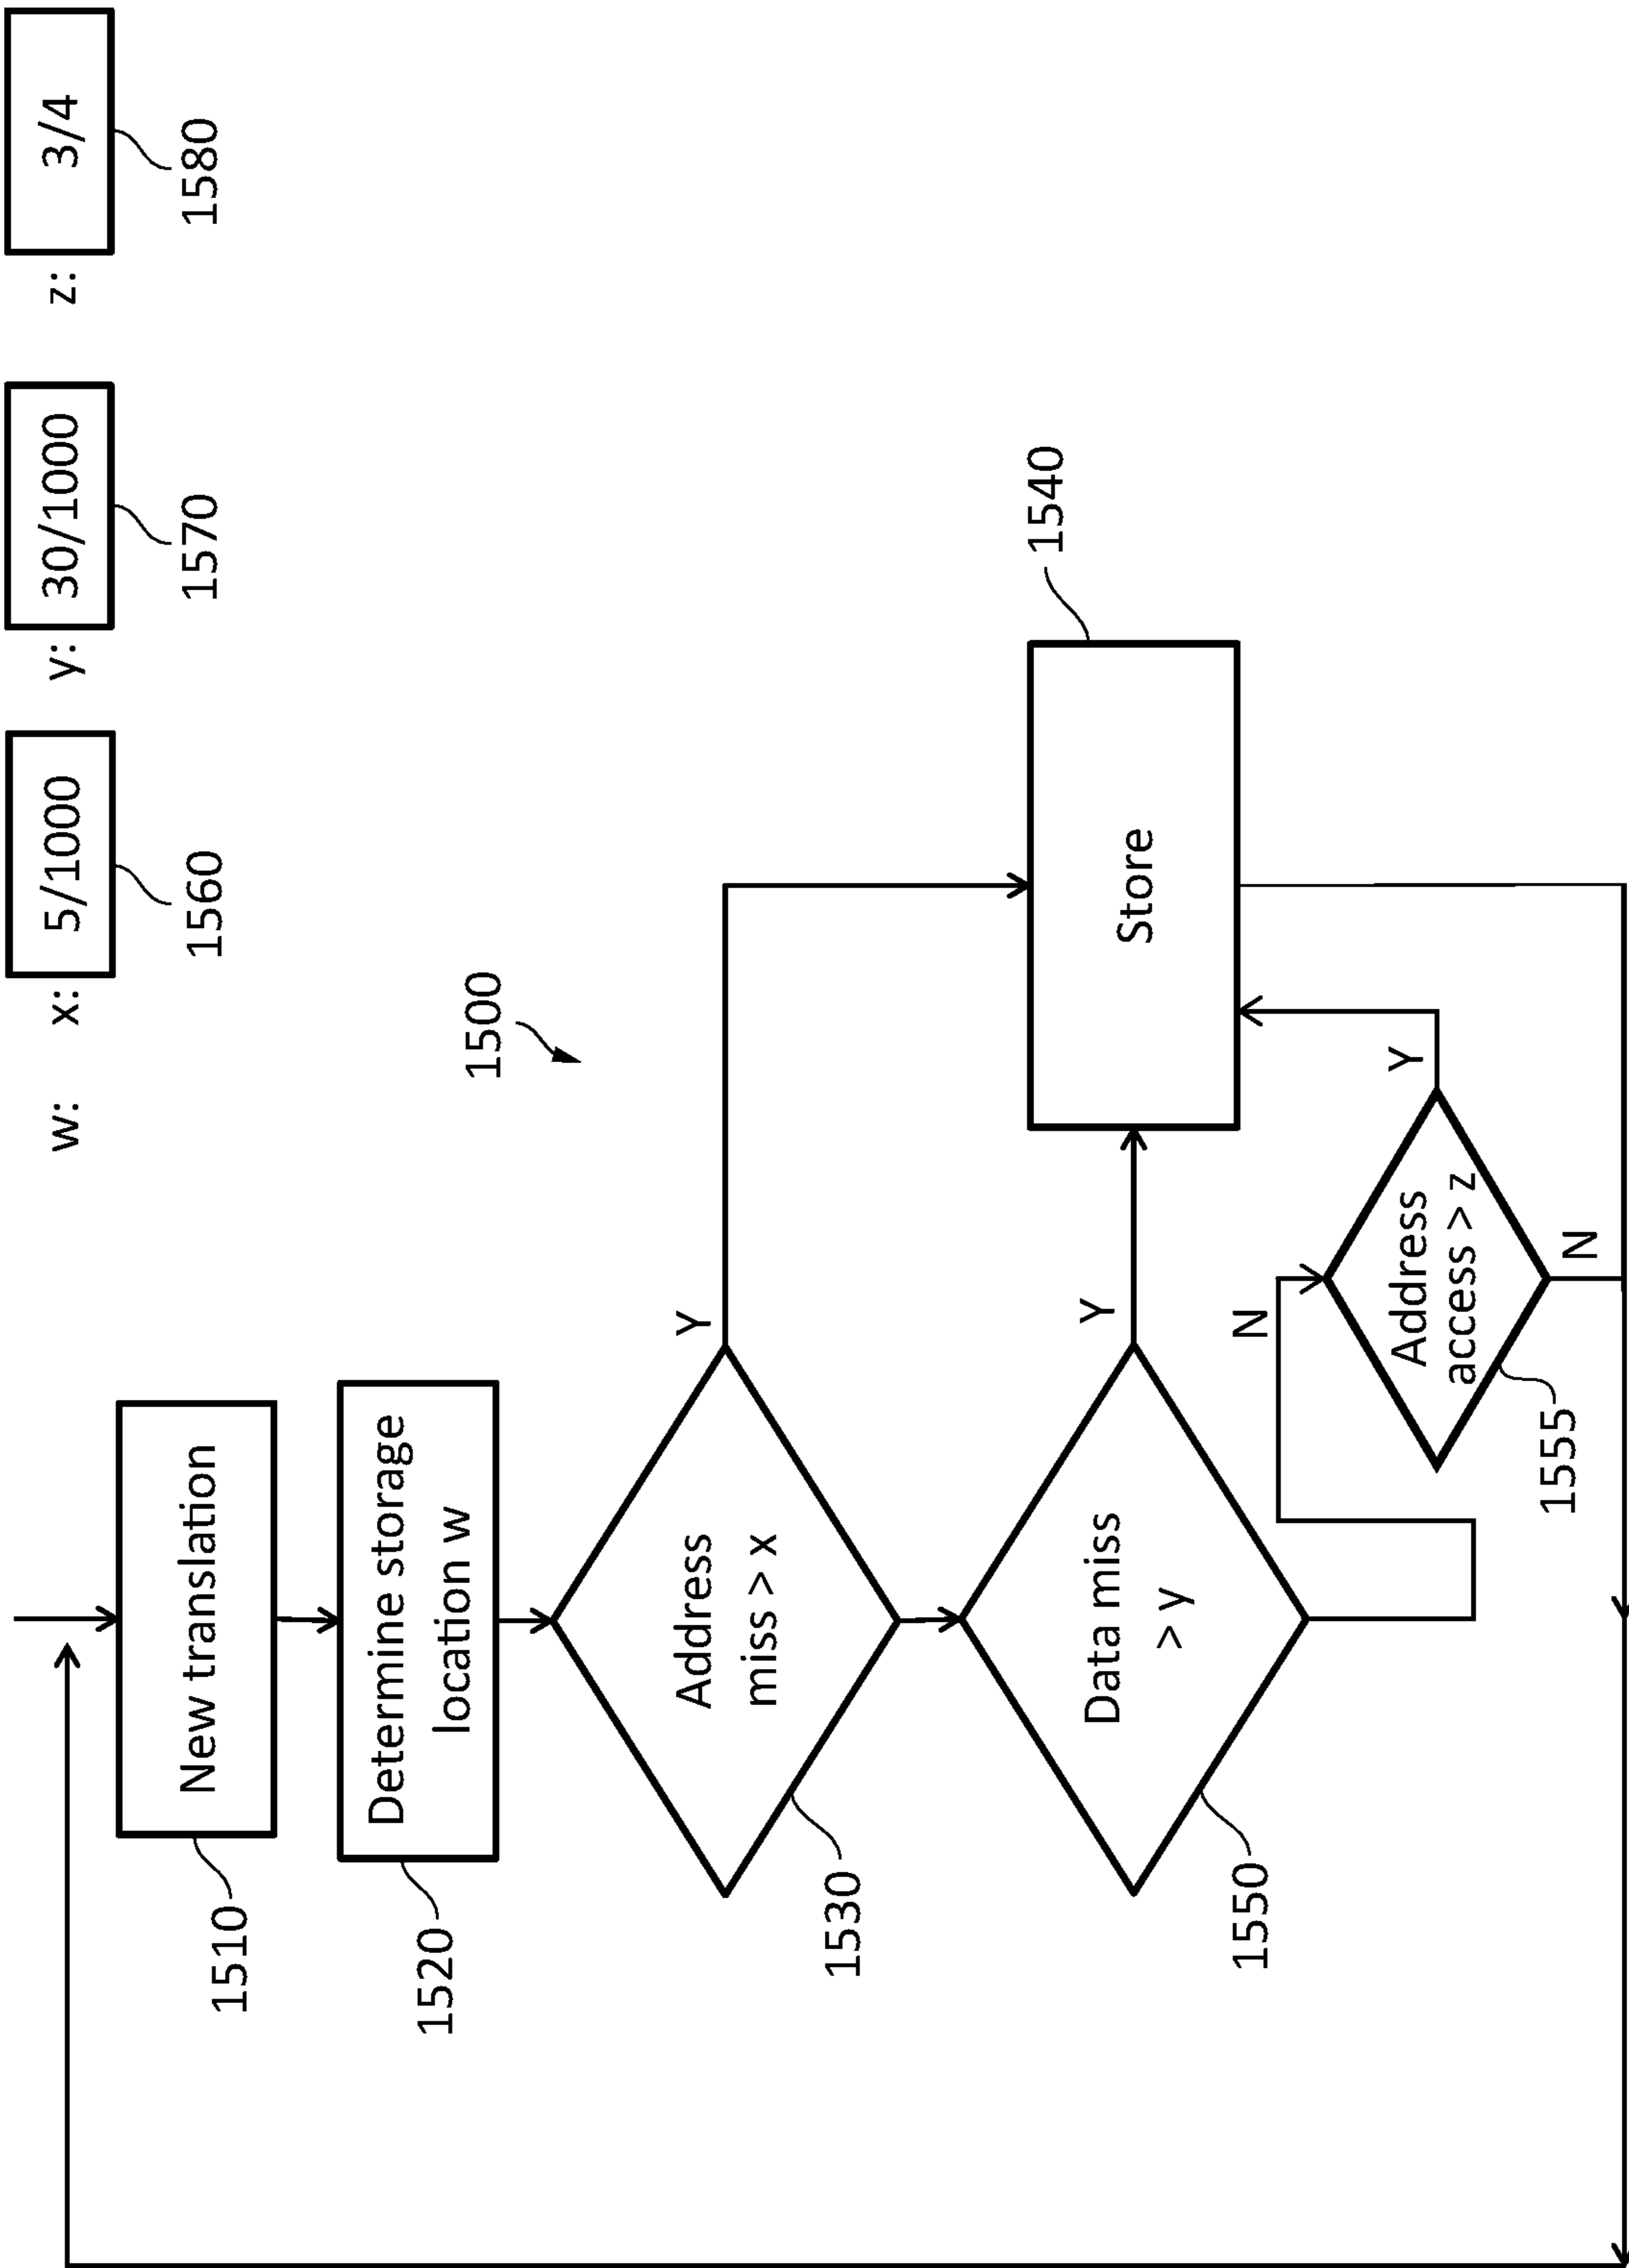 w: x: 5/1000 y: 30/1000 z: 3/4
1560 1570 1580
1500
New translation
1510
Determine storage
location w
1520
Address
miss > x
Y
1530
Store
1540
Data miss
> y
Y
N
1550
Address
access > z
Y
N
1555